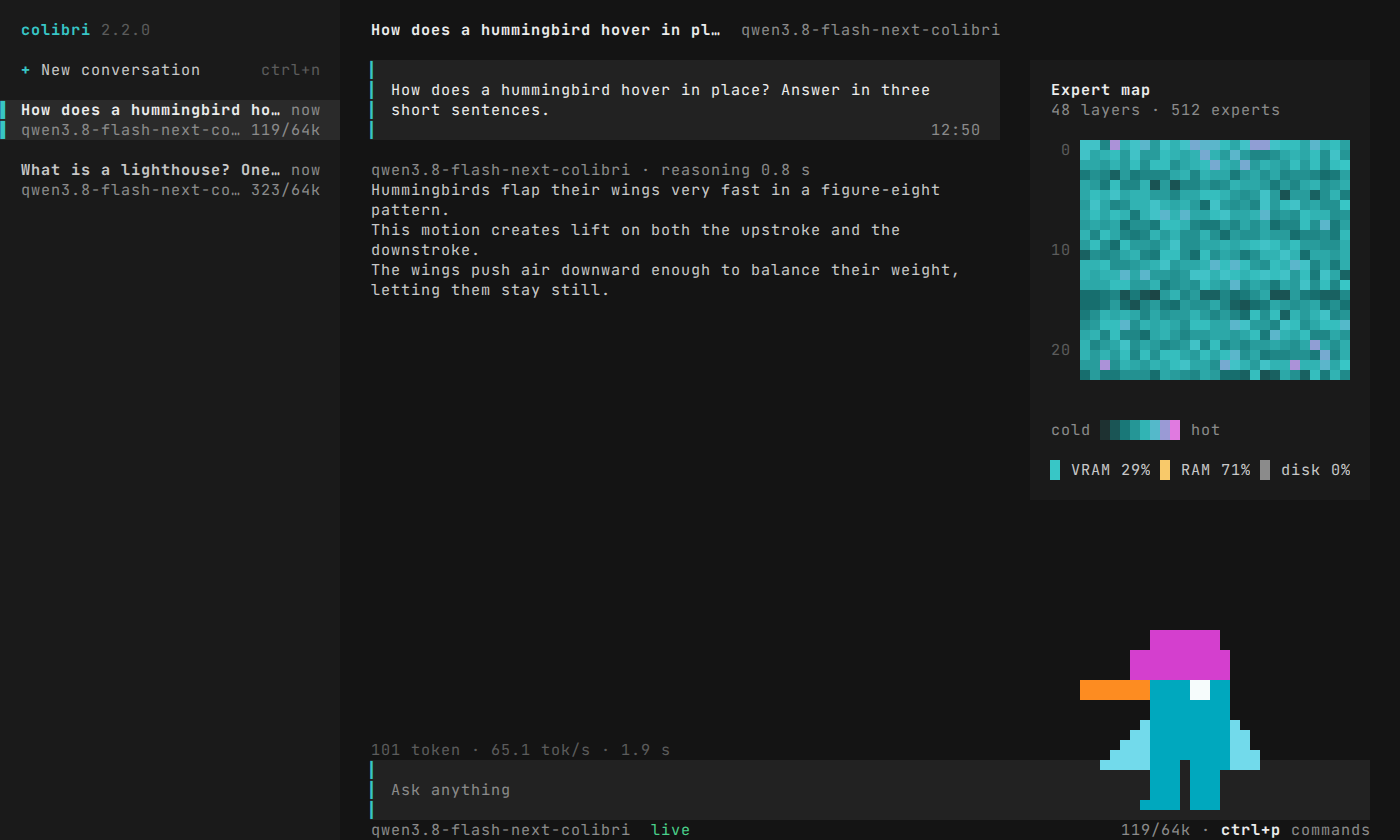 colibri 2.2.0
+ New conversation ctrl+n
How does a hummingbird ho… now
qwen3.8-flash-next-co… 119/64k
What is a lighthouse? One… now
qwen3.8-flash-next-co… 323/64k
How does a hummingbird hover in pl… qwen3.8-flash-next-colibri
How does a hummingbird hover in place? Answer in three
short sentences.
12:50
qwen3.8-flash-next-colibri · reasoning 0.8 s
Hummingbirds flap their wings very fast in a figure-eight
pattern.
This motion creates lift on both the upstroke and the
downstroke.
The wings push air downward enough to balance their weight,
letting them stay still.
Expert map
48 layers · 512 experts
0
10
20
cold hot
VRAM 29% RAM 71% disk 0%
101 token · 65.1 tok/s · 1.9 s
Ask anything
qwen3.8-flash-next-colibri live
119/64k · ctrl+p commands